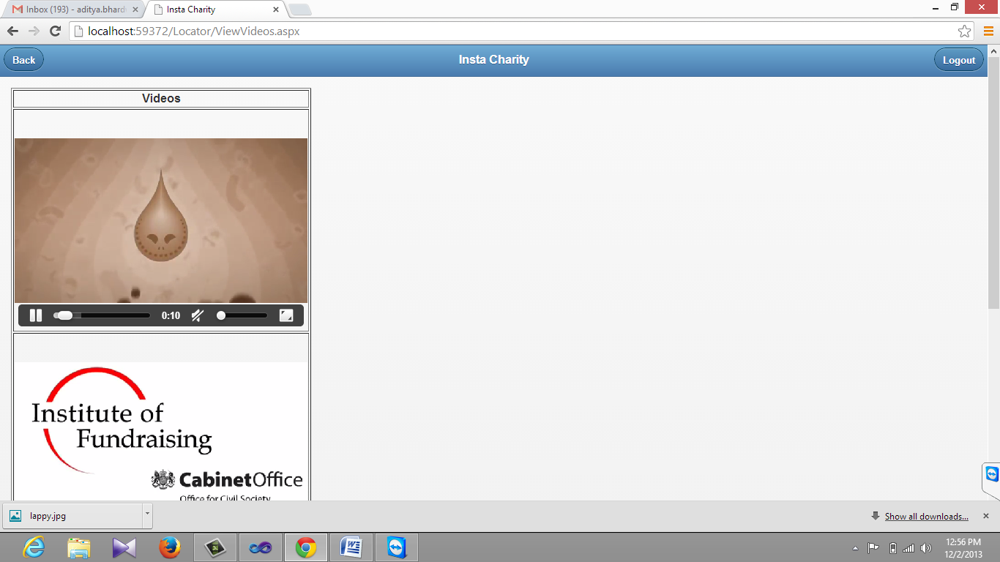 Inbox (193) - aditya.bhard
Insta Charity
localhost:59372/Locator/ViewVideos.aspx
Back
Insta Charity
Logout
Videos
0:10
Institute of
Fundraising
CabinetOffice
Office for Civil Society
lappy.jpg
Show all downloads...
12:56 PM
12/2/2013